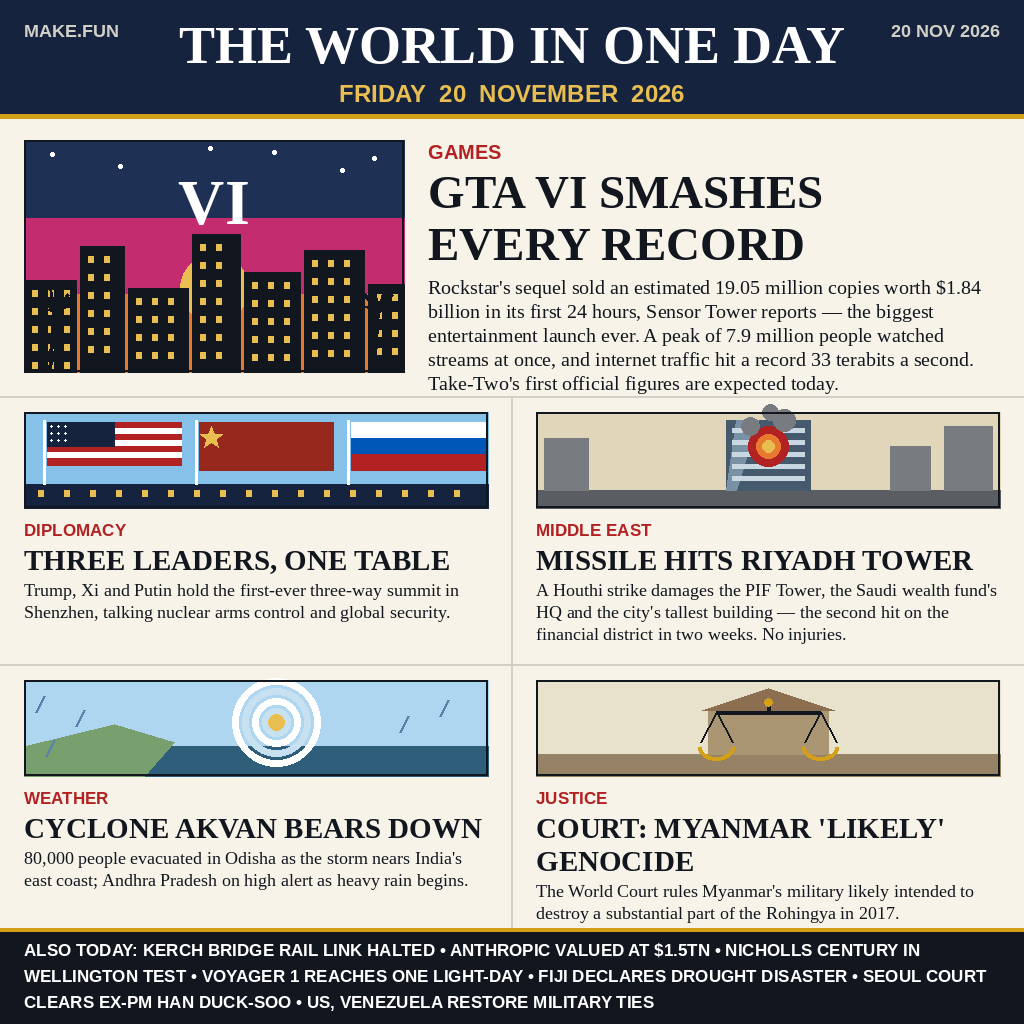 MAKE.FUN
THE WORLD IN ONE DAY
20 NOV 2026
FRIDAY 20 NOVEMBER 2026
VI
GAMES
GTA VI SMASHES
EVERY RECORD
Rockstar's sequel sold an estimated 19.05 million copies worth $1.84
billion in its first 24 hours, Sensor Tower reports — the biggest
entertainment launch ever. A peak of 7.9 million people watched
streams at once, and internet traffic hit a record 33 terabits a second.
Take-Two's first official figures are expected today.
DIPLOMACY
THREE LEADERS, ONE TABLE
Trump, Xi and Putin hold the first-ever three-way summit in
Shenzhen, talking nuclear arms control and global security.
MIDDLE EAST
MISSILE HITS RIYADH TOWER
A Houthi strike damages the PIF Tower, the Saudi wealth fund's
HQ and the city's tallest building — the second hit on the
financial district in two weeks. No injuries.
WEATHER
CYCLONE AKVAN BEARS DOWN
80,000 people evacuated in Odisha as the storm nears India's
east coast; Andhra Pradesh on high alert as heavy rain begins.
JUSTICE
COURT: MYANMAR 'LIKELY'
GENOCIDE
The World Court rules Myanmar's military likely intended to
destroy a substantial part of the Rohingya in 2017.
ALSO TODAY: KERCH BRIDGE RAIL LINK HALTED • ANTHROPIC VALUED AT $1.5TN • NICHOLLS CENTURY IN
WELLINGTON TEST • VOYAGER 1 REACHES ONE LIGHT-DAY • FIJI DECLARES DROUGHT DISASTER • SEOUL COURT
CLEARS EX-PM HAN DUCK-SOO • US, VENEZUELA RESTORE MILITARY TIES